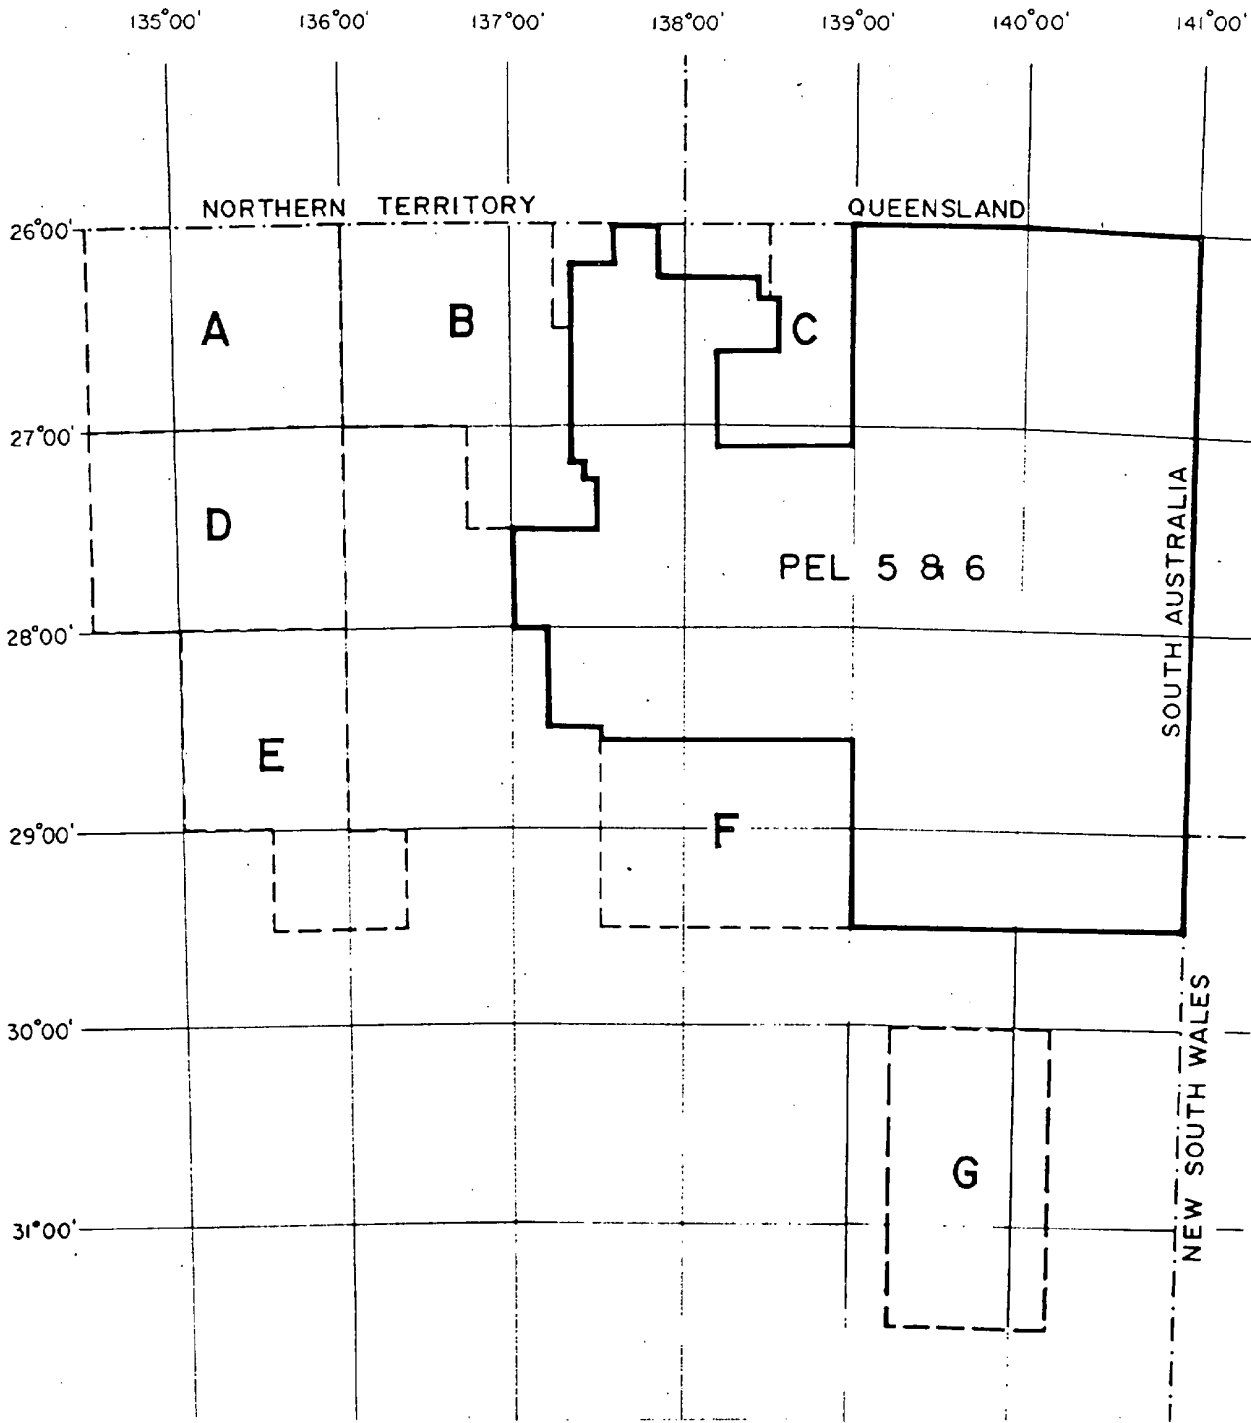 135°00' 136°00' 137°00' 138°00' 139°00' 140°00' 141°00'
NORTHERN TERRITORY QUEENSLAND
26°00'
A B C
27°00'
D
PEL 5 & 6
SOUTH AUSTRALIA
28°00'
E
29°00'
F
30°00'
NEW SOUTH WALES
G
31°00'